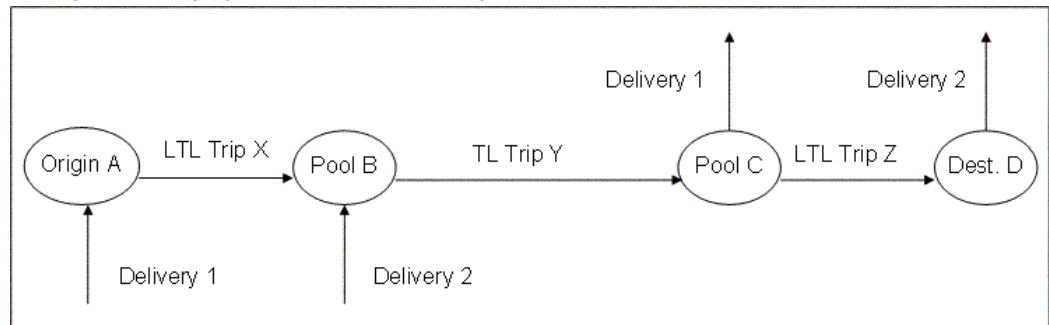 Delivery 1
Delivery 2
Origin A
LTL Trip X
Pool B
TL Trip Y
Pool C
LTL Trip Z
Dest. D
Delivery 1
Delivery 2